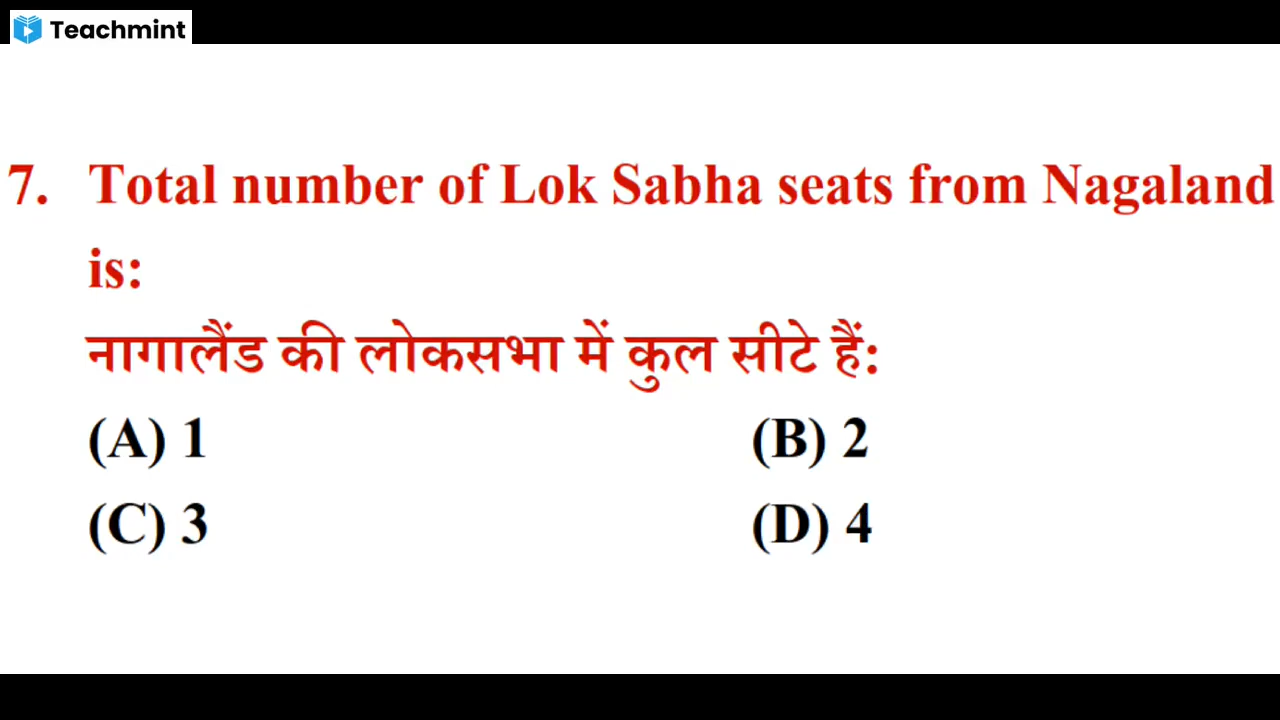 Teachmint
7. Total number of Lok Sabha seats from Nagaland
is:
नागालैंड की लोकसभा में कुल सीटे हैं:
(A) 1 (B) 2
(C) 3 (D) 4